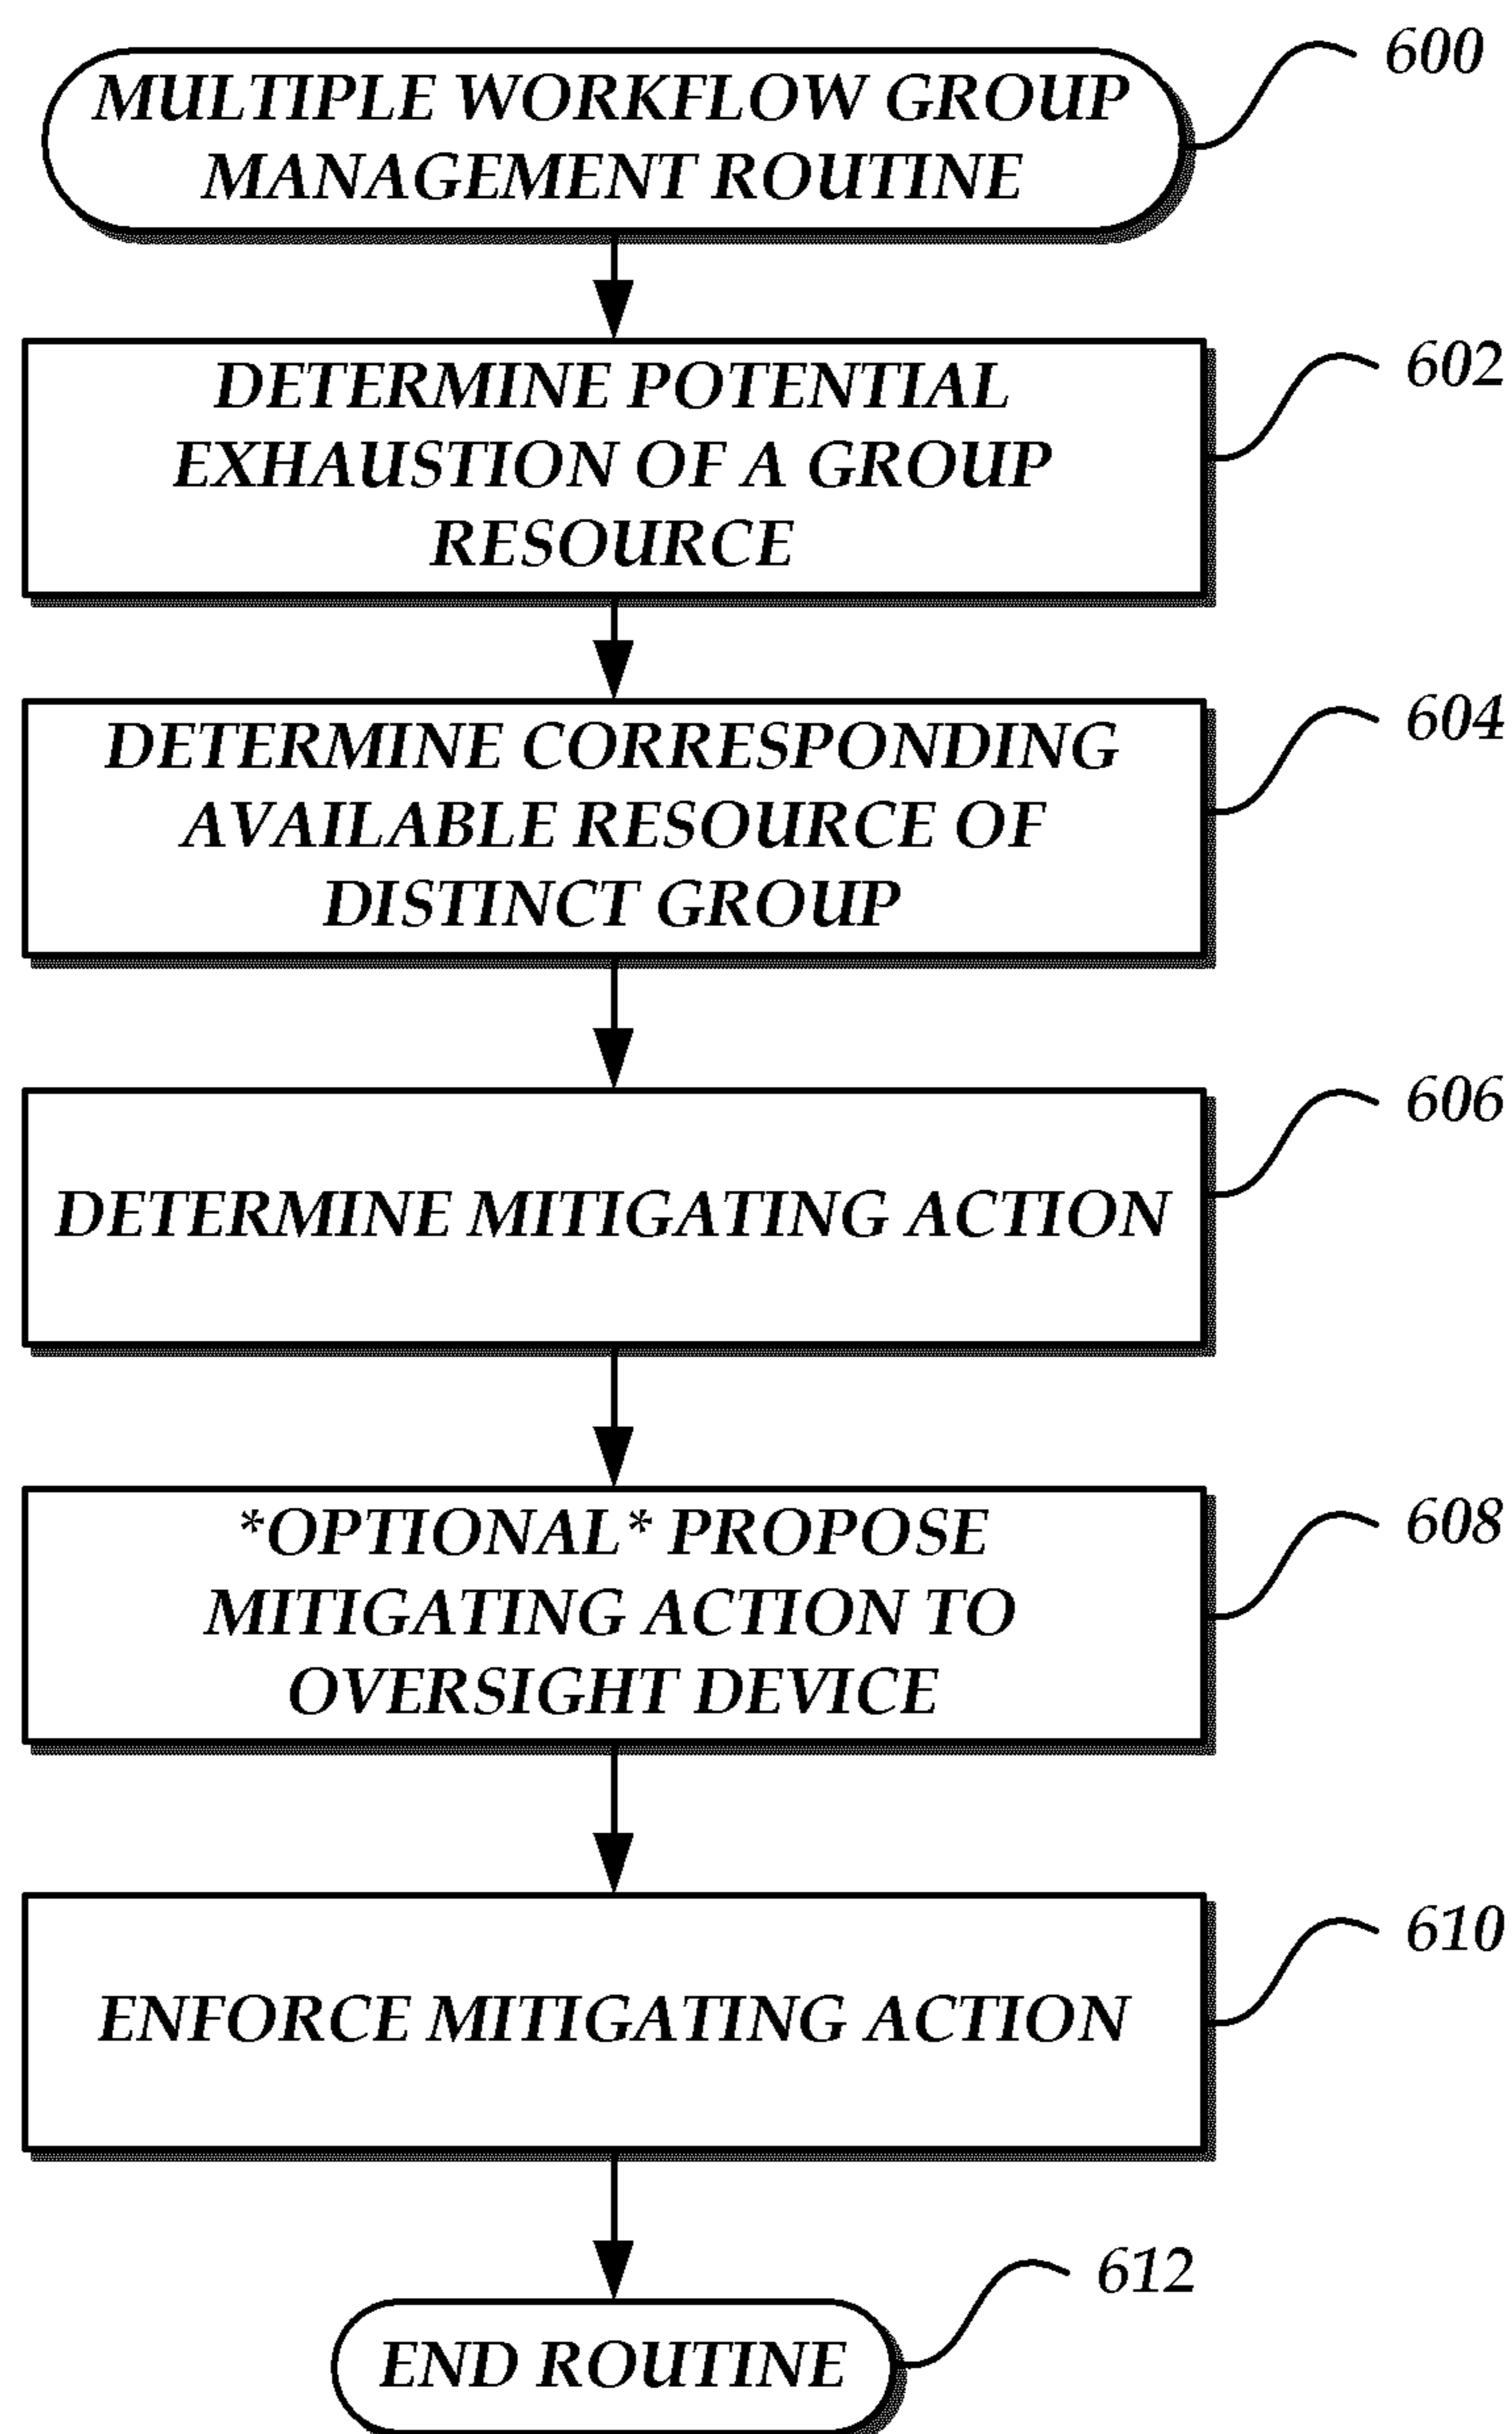 MULTIPLE WORKFLOW GROUP
MANAGEMENT ROUTINE
600
DETERMINE POTENTIAL
EXHAUSTION OF A GROUP
RESOURCE
602
DETERMINE CORRESPONDING
AVAILABLE RESOURCE OF
DISTINCT GROUP
604
DETERMINE MITIGATING ACTION
606
*OPTIONAL* PROPOSE
MITIGATING ACTION TO
OVERSIGHT DEVICE
608
ENFORCE MITIGATING ACTION
610
END ROUTINE
612